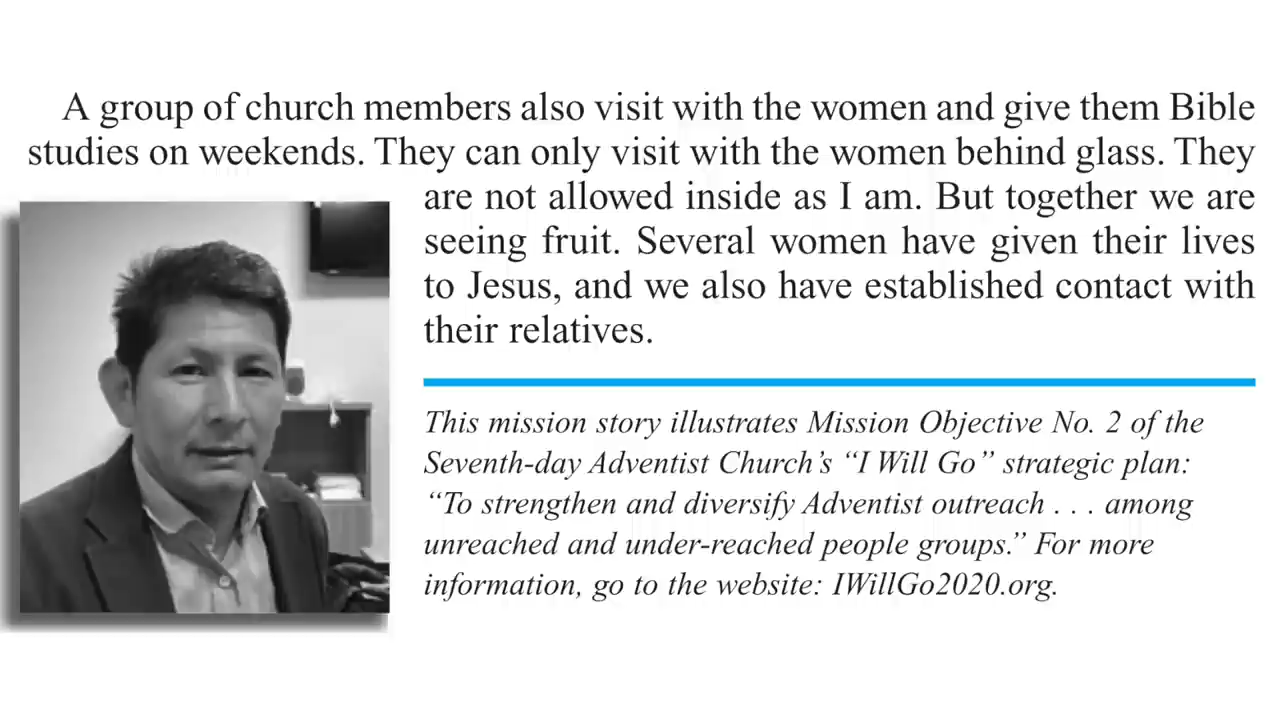 A group of church members also visit with the women and give them Bible
studies on weekends. They can only visit with the women behind glass. They
are not allowed inside as I am. But together we are
seeing fruit. Several women have given their lives
to Jesus, and we also have established contact with
their relatives.
This mission story illustrates Mission Objective No. 2 of the
Seventh-day Adventist Church’s “I Will Go” strategic plan:
“To strengthen and diversify Adventist outreach . . . among
unreached and under-reached people groups.” For more
information, go to the website: IWillGo2020.org.